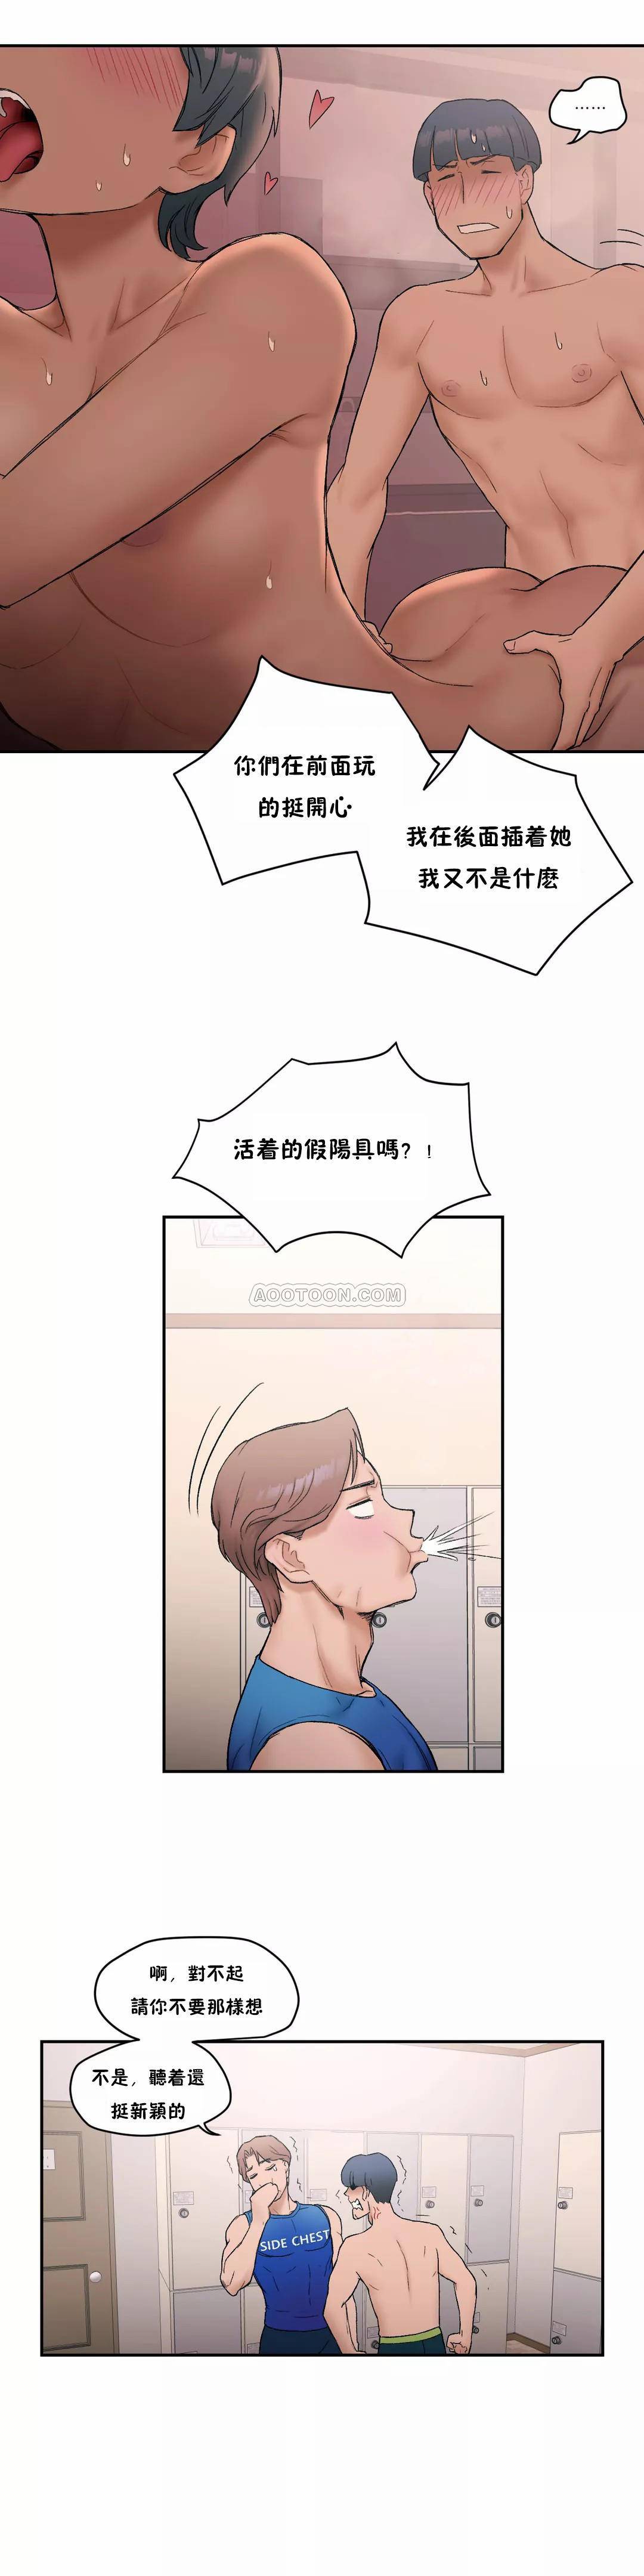 ......
你們在前面玩
的挺開心
我在後面插着她
我又不是什麽
活着的假陽具嗎？！
AOOTOON.COM
啊，對不起
請你不要那樣想
不是，聽着還
挺新穎的
SIDE CHEST